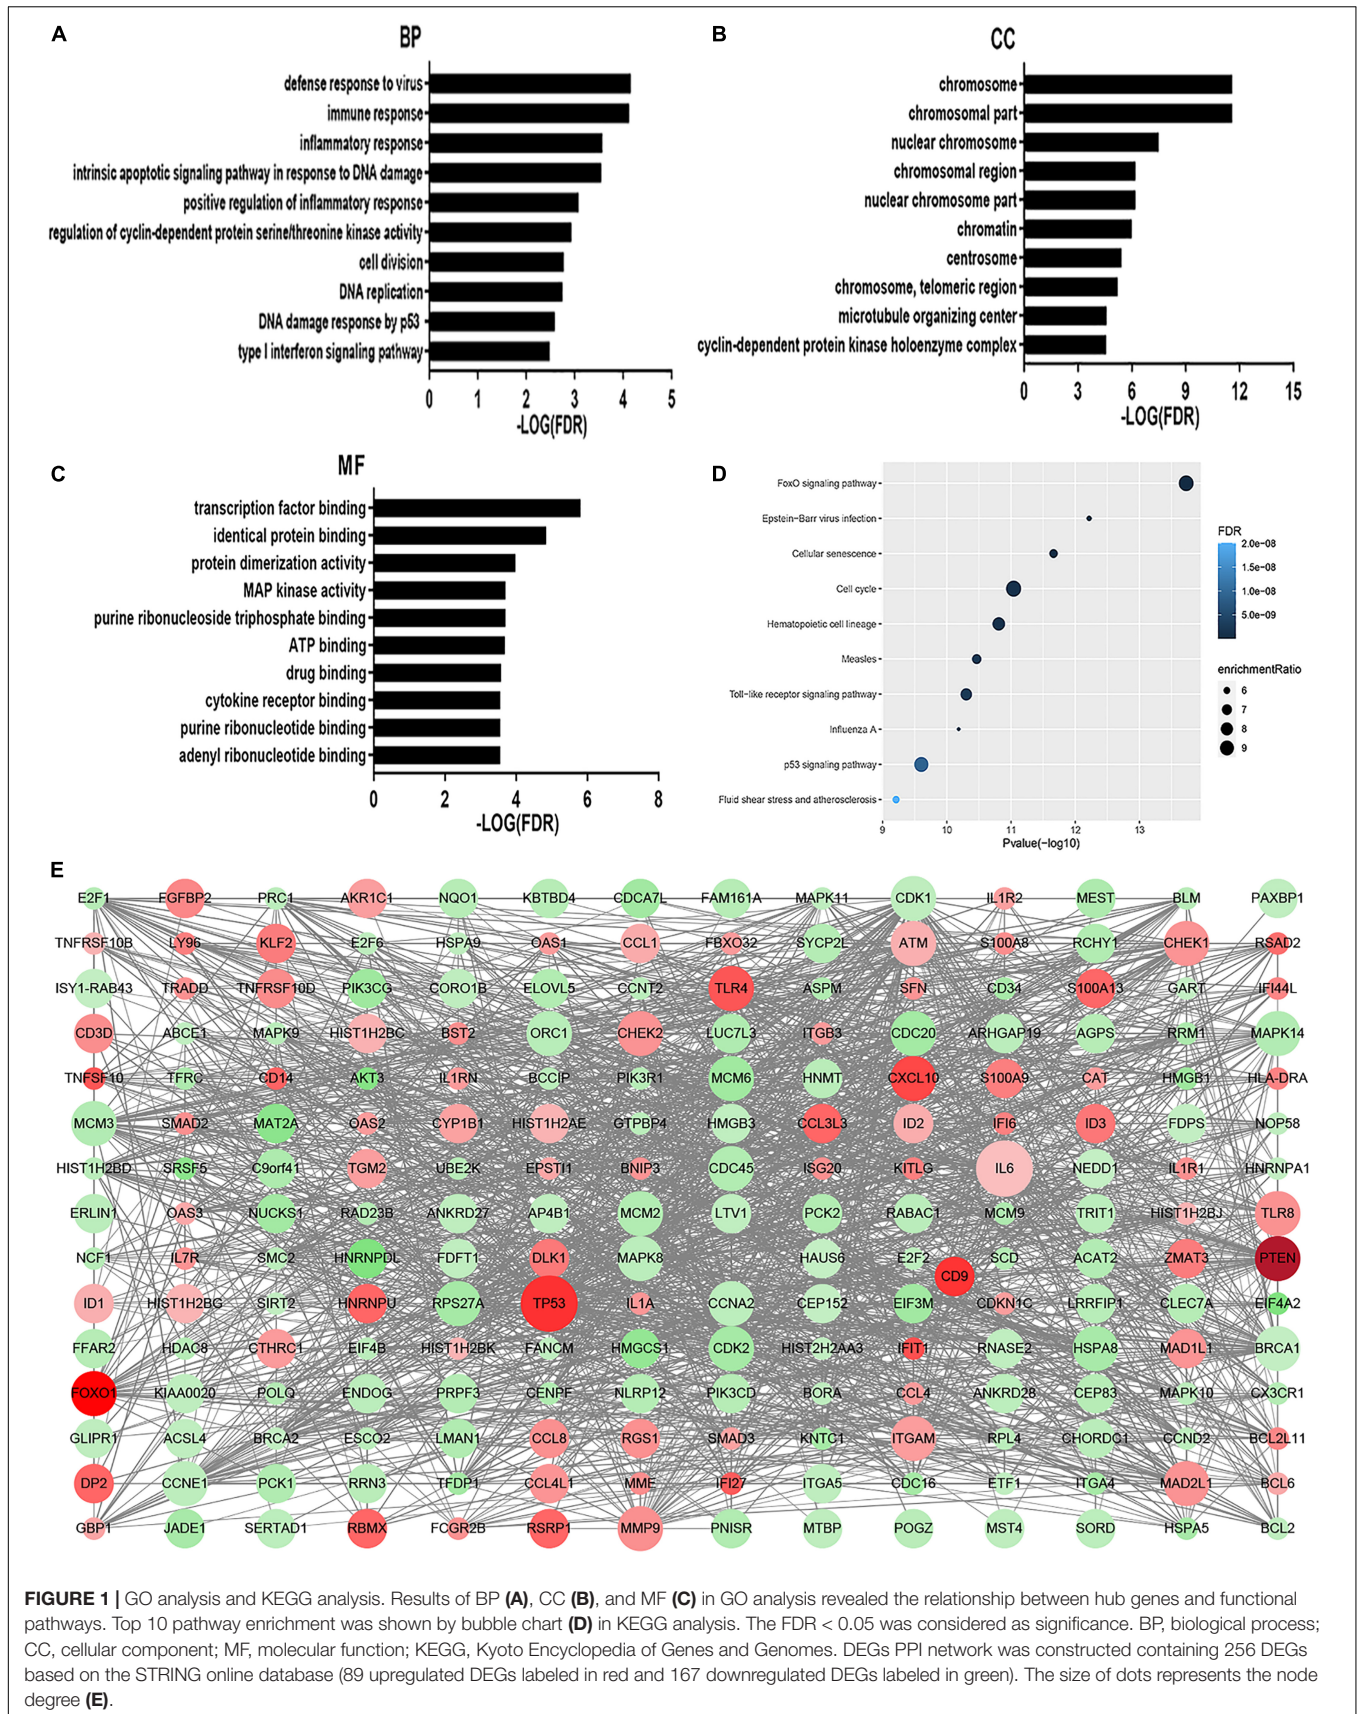 A
BP
defense response to virus
immune response
inflammatory response
intrinsic apoptotic signaling pathway in response to DNA damage
positive regulation of inflammatory response
regulation of cyclin-dependent protein serine/threonine kinase activity
cell division
DNA replication
DNA damage response by p53
type I interferon signaling pathway
0 1 2 3 4 5
-LOG(FDR)
B
CC
chromosome
chromosomal part
nuclear chromosome
chromosomal region
nuclear chromosome part
chromatin
centrosome
chromosome, telomeric region
microtubule organizing center
cyclin-dependent protein kinase holoenzyme complex
0 3 6 9 12 15
-LOG(FDR)
C
MF
transcription factor binding
identical protein binding
protein dimerization activity
MAP kinase activity
purine ribonucleoside triphosphate binding
ATP binding
drug binding
cytokine receptor binding
purine ribonucleotide binding
adenyl ribonucleotide binding
0 2 4 6 8
-LOG(FDR)
D
FoxO signaling pathway
Epstein-Barr virus infection
Cellular senescence
Cell cycle
Hematopoietic cell lineage
Measles
Toll-like receptor signaling pathway
Influenza A
p53 signaling pathway
Fluid shear stress and atherosclerosis
9 10 11 12 13
Pvalue(-log10)
FDR
2.0e-08
1.5e-08
1.0e-08
5.0e-09
enrichmentRatio
6
7
8
9
E
E2F1 FGFBP2 PRC1 AKR1C1 NQO1 KBTBD4 CDCA7L FAM161A MAPK11 CDK1 IL1R2 MEST BLM PAXBP1
TNFRSF10B LY96 KLF2 E2F6 HSPA9 OAS1 CCL1 FBXO32 SYCP2L ATM S100A8 RCHY1 CHEK1 RSAD2
ISY1-RAB43 TRADD TNFRSF10D PIK3CG CORO1B ELOVL5 CCNT2 TLR4 ASPM SFN CD34 S100A13 GART IFI44L
CD3D ABCE1 MAPK9 HIST1H2BC BST2 ORC1 CHEK2 LUC7L3 ITGB3 CDC20 ARHGAP19 AGPS RRM1 MAPK14
TNFSF10 TFRC CD14 AKT3 IL1RN BCCIP PIK3R1 MCM6 HNMT CXCL10 S100A9 CAT HMGB1 HLA-DRA
MCM3 SMAD2 MAT2A OAS2 CYP1B1 HIST1H2AE GTPBP4 HMGB3 CCL3L3 ID2 IFI6 ID3 FDPS NOP58
HIST1H2BD SRSF5 C9orf41 TGM2 UBE2K EPSTI1 BNIP3 CDC45 ISG20 KITLG IL6 NEDD1 IL1R1 HNRNPA1
ERLIN1 OAS3 NUCKS1 RAD23B ANKRD27 AP4B1 MCM2 LTV1 PCK2 RABAC1 MCM9 TRIT1 HIST1H2BJ TLR8
NCF1 IL7R SMC2 HNRNPDL FDFT1 DLK1 MAPK8 HAUS6 E2F2 CD9 SCD ACAT2 ZMAT3 PTEN
ID1 HIST1H2BG SIRT2 HNRNPU RPS27A TP53 IL1A CCNA2 CEP152 EIF3M CDKN1C LRRFIP1 CLEC7A EIF4A2
FFAR2 HDAC8 CTHRC1 EIF4B HIST1H2BK FANCM HMGCS1 CDK2 HIST2H2AA3 IFIT1 RNASE2 HSPA8 MAD1L1 BRCA1
FOXO1 KIAA0020 POLQ ENDOG PRPF3 CENPF NLRP12 PIK3CD BORA CCL4 ANKRD28 CEP83 MAPK10 CX3CR1
GLIPR1 ACSL4 BRCA2 ESCO2 LMAN1 CCL8 RGS1 SMAD3 KNTC1 ITGAM RPL4 CHORDC1 CCND2 BCL2L11
DP2 CCNE1 PCK1 RRN3 TFDP1 CCL4L1 MME IFI27 ITGA5 CDC16 ETF1 ITGA4 MAD2L1 BCL6
GBP1 JADE1 SERTAD1 RBMX FCGR2B RSRP1 MMP9 PNISR MTBP POGZ MST4 SORD HSPA5 BCL2
FIGURE 1 | GO analysis and KEGG analysis. Results of BP (A), CC (B), and MF (C) in GO analysis revealed the relationship between hub genes and functional
pathways. Top 10 pathway enrichment was shown by bubble chart (D) in KEGG analysis. The FDR < 0.05 was considered as significance. BP, biological process;
CC, cellular component; MF, molecular function; KEGG, Kyoto Encyclopedia of Genes and Genomes. DEGs PPI network was constructed containing 256 DEGs
based on the STRING online database (89 upregulated DEGs labeled in red and 167 downregulated DEGs labeled in green). The size of dots represents the node
degree (E).